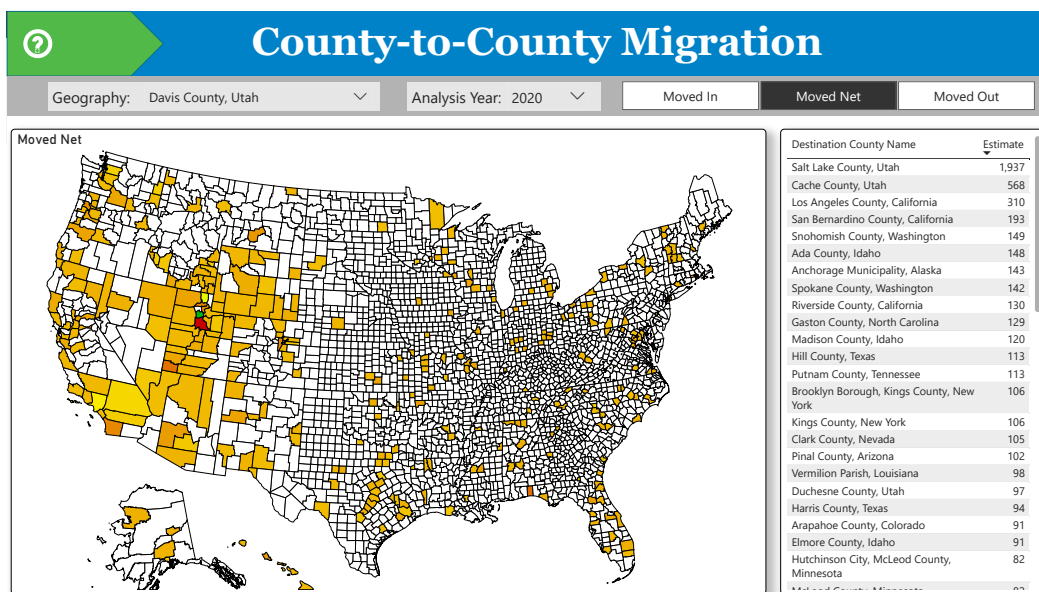 County-to-County Migration
Geography: Davis County, Utah
Analysis Year: 2020
Moved In
Moved Net
Moved Out
Moved Net
Destination County Name Estimate
Salt Lake County, Utah 1,937
Cache County, Utah 568
Los Angeles County, California 310
San Bernardino County, California 193
Snohomish County, Washington 149
Ada County, Idaho 148
Anchorage Municipality, Alaska 143
Spokane County, Washington 142
Riverside County, California 130
Gaston County, North Carolina 129
Madison County, Idaho 120
Hill County, Texas 113
Putnam County, Tennessee 113
Brooklyn Borough, Kings County, New 106
York
Kings County, New York 106
Clark County, Nevada 105
Pinal County, Arizona 102
Vermilion Parish, Louisiana 98
Duchesne County, Utah 97
Harris County, Texas 94
Arapahoe County, Colorado 91
Elmore County, Idaho 91
Hutchinson City, McLeod County, 82
Minnesota
McLeod County, Minnesota 82